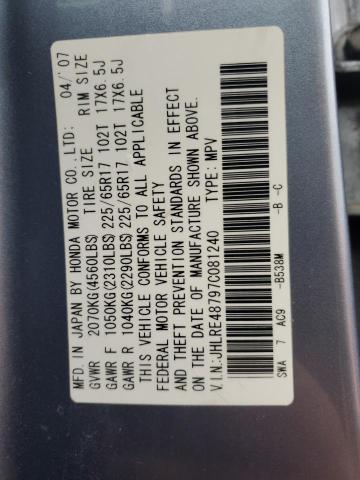 MFD. IN JAPAN BY HONDA MOTOR CO., LTD: 04/'07
GVWR 2070KG(4560LBS) TIRE SIZE RIM SIZE
GAWR F 1050KG(2310LBS) 225/65R17 102T 17X6.5J
GAWR R 1040KG(2290LBS) 225/65R17 102T 17X6.5J
THIS VEHICLE CONFORMS TO ALL APPLICABLE
FEDERAL MOTOR VEHICLE SAFETY
AND THEFT PREVENTION STANDARDS IN EFFECT
ON THE DATE OF MANUFACTURE SHOWN ABOVE.
V.I.N:JHLRE48797C081240 TYPE: MPV
SWA 7 AC9 -B538M -B -C